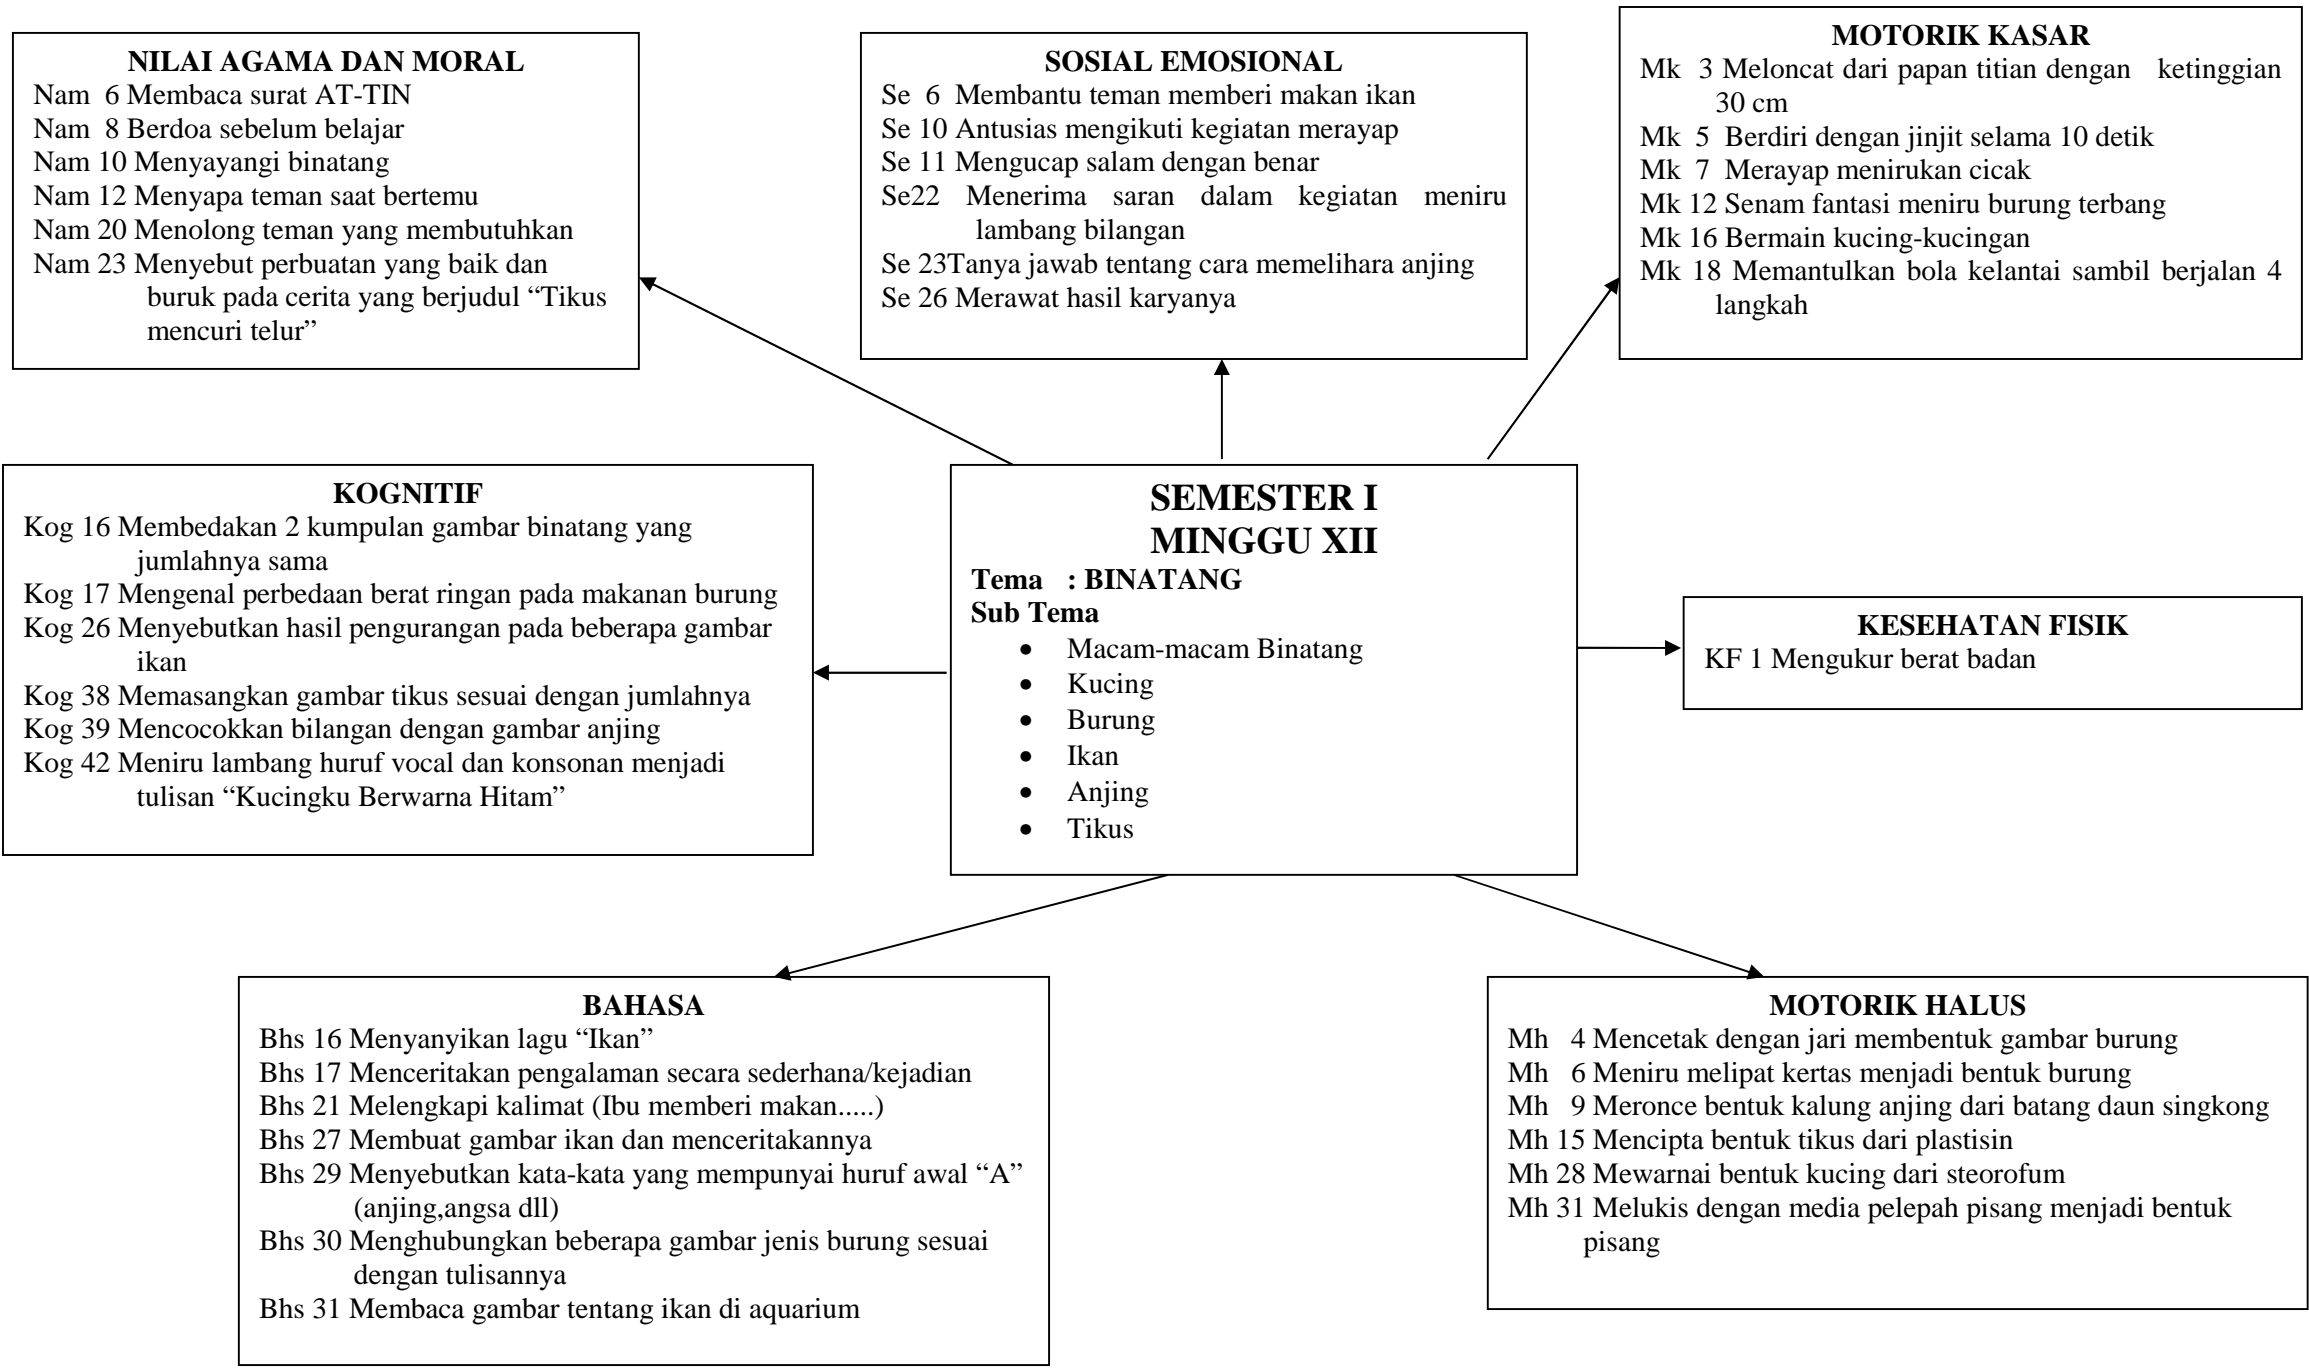 NILAI AGAMA DAN MORAL
Nam 6 Membaca surat AT-TIN
Nam 8 Berdoa sebelum belajar
Nam 10 Menyayangi binatang
Nam 12 Menyapa teman saat bertemu
Nam 20 Menolong teman yang membutuhkan
Nam 23 Menyebut perbuatan yang baik dan
buruk pada cerita yang berjudul “Tikus
mencuri telur”
SOSIAL EMOSIONAL
Se 6 Membantu teman memberi makan ikan
Se 10 Antusias mengikuti kegiatan merayap
Se 11 Mengucap salam dengan benar
Se22 Menerima saran dalam kegiatan meniru
lambang bilangan
Se 23Tanya jawab tentang cara memelihara anjing
Se 26 Merawat hasil karyanya
MOTORIK KASAR
Mk 3 Meloncat dari papan titian dengan ketinggian
30 cm
Mk 5 Berdiri dengan jinjit selama 10 detik
Mk 7 Merayap menirukan cicak
Mk 12 Senam fantasi meniru burung terbang
Mk 16 Bermain kucing-kucingan
Mk 18 Memantulkan bola kelantai sambil berjalan 4
langkah
KOGNITIF
Kog 16 Membedakan 2 kumpulan gambar binatang yang
jumlahnya sama
Kog 17 Mengenal perbedaan berat ringan pada makanan burung
Kog 26 Menyebutkan hasil pengurangan pada beberapa gambar
ikan
Kog 38 Memasangkan gambar tikus sesuai dengan jumlahnya
Kog 39 Mencocokkan bilangan dengan gambar anjing
Kog 42 Meniru lambang huruf vocal dan konsonan menjadi
tulisan “Kucingku Berwarna Hitam”
SEMESTER I
MINGGU XII
Tema : BINATANG
Sub Tema
• Macam-macam Binatang
• Kucing
• Burung
• Ikan
• Anjing
• Tikus
KESEHATAN FISIK
KF 1 Mengukur berat badan
BAHASA
Bhs 16 Menyanyikan lagu “Ikan”
Bhs 17 Menceritakan pengalaman secara sederhana/kejadian
Bhs 21 Melengkapi kalimat (Ibu memberi makan.....)
Bhs 27 Membuat gambar ikan dan menceritakannya
Bhs 29 Menyebutkan kata-kata yang mempunyai huruf awal “A”
(anjing,angsa dll)
Bhs 30 Menghubungkan beberapa gambar jenis burung sesuai
dengan tulisannya
Bhs 31 Membaca gambar tentang ikan di aquarium
MOTORIK HALUS
Mh 4 Mencetak dengan jari membentuk gambar burung
Mh 6 Meniru melipat kertas menjadi bentuk burung
Mh 9 Meronce bentuk kalung anjing dari batang daun singkong
Mh 15 Mencipta bentuk tikus dari plastisin
Mh 28 Mewarnai bentuk kucing dari steorofum
Mh 31 Melukis dengan media pelepah pisang menjadi bentuk
pisang